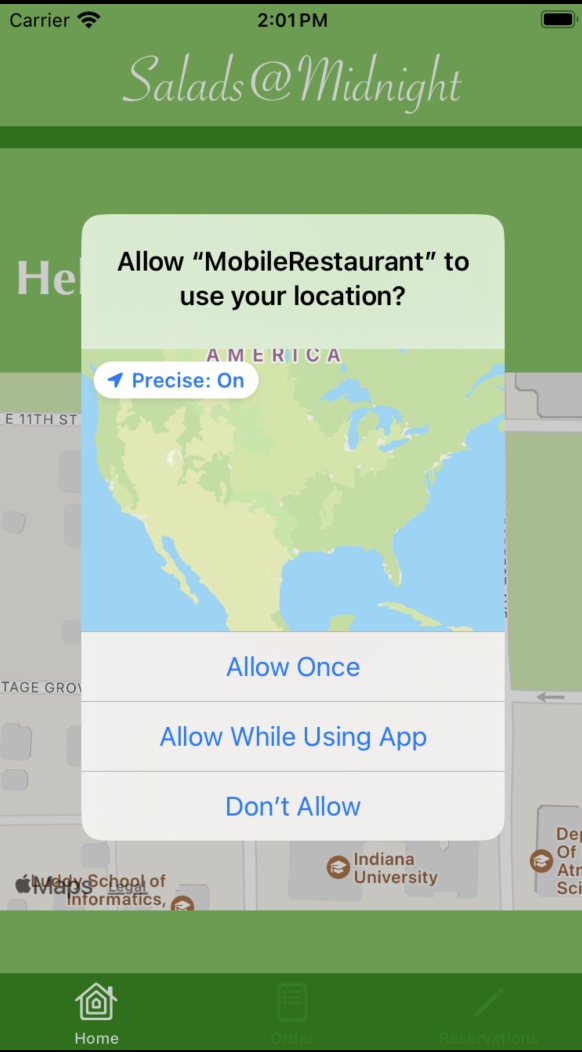 Carrier 2:01 PM
Salads@Midnight
Hel
Allow “MobileRestaurant” to
use your location?
AMERICA
Precise: On
E 11TH ST
TAGE GROV
Allow Once
Allow While Using App
Don’t Allow
Indiana
University
Dep
Of
Atm
Sci
Luddy School of
Informatics,
Maps Legal
Home Order Reservations